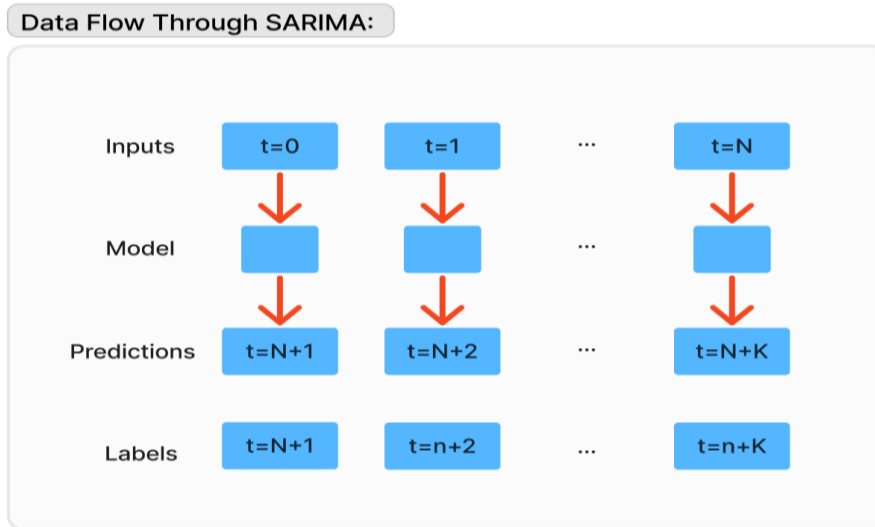 Data Flow Through SARIMA:
Inputs t=0 t=1 ... t=N
Model ...
Predictions t=N+1 t=N+2 ... t=N+K
Labels t=N+1 t=n+2 ... t=n+K